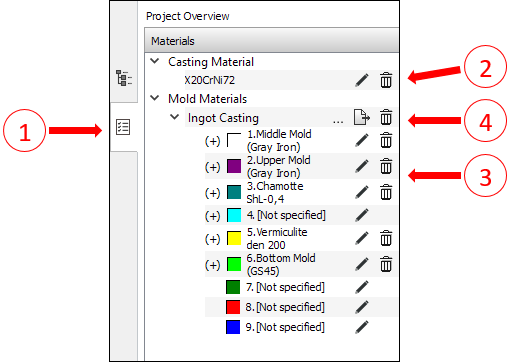 Project Overview
Materials
Casting Material
X20CrNi72
2
Mold Materials
Ingot Casting ...
4
1
(+) 1.Middle Mold
(Gray Iron)
(+) 2.Upper Mold
(Gray Iron)
3
(+) 3.Chamotte
ShL-0,4
(+) 4.[Not specified]
(+) 5.Vermiculite
den 200
(+) 6.Bottom Mold
(GS45)
7.[Not specified]
8.[Not specified]
9.[Not specified]